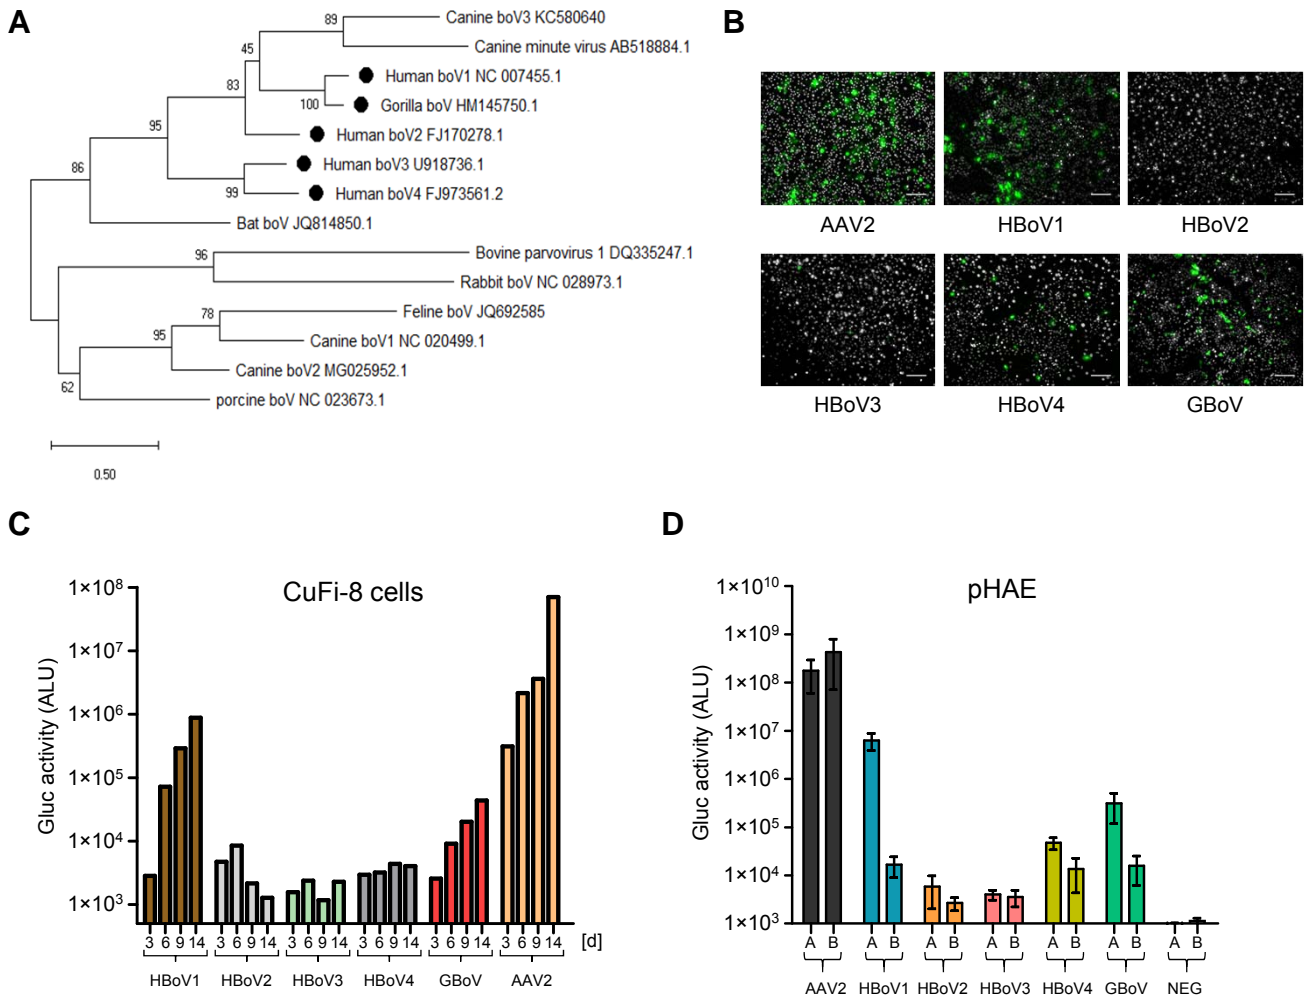 A
89
Canine boV3 KC580640
Canine minute virus AB518884.1
45
Human boV1 NC 007455.1
83
100
Gorilla boV HM145750.1
95
Human boV2 FJ170278.1
86
Human boV3 U918736.1
99
Human boV4 FJ973561.2
Bat boV JQ814850.1
96
Bovine parvovirus 1 DQ335247.1
Rabbit boV NC 028973.1
78
Feline boV JQ692585
95
Canine boV1 NC 020499.1
Canine boV2 MG025952.1
62
porcine boV NC 023673.1
0.50
B
AAV2 HBoV1 HBoV2
HBoV3 HBoV4 GBoV
C
CuFi-8 cells
Gluc activity (ALU)
1×10⁸
1×10⁷
1×10⁶
1×10⁵
1×10⁴
1×10³
3 6 9 14 3 6 9 14 3 6 9 14 3 6 9 14 3 6 9 14 3 6 9 14 [d]
HBoV1 HBoV2 HBoV3 HBoV4 GBoV AAV2
D
pHAE
Gluc activity (ALU)
1×10¹⁰
1×10⁹
1×10⁸
1×10⁷
1×10⁶
1×10⁵
1×10⁴
1×10³
A B A B A B A B A B A B A B
AAV2 HBoV1 HBoV2 HBoV3 HBoV4 GBoV NEG